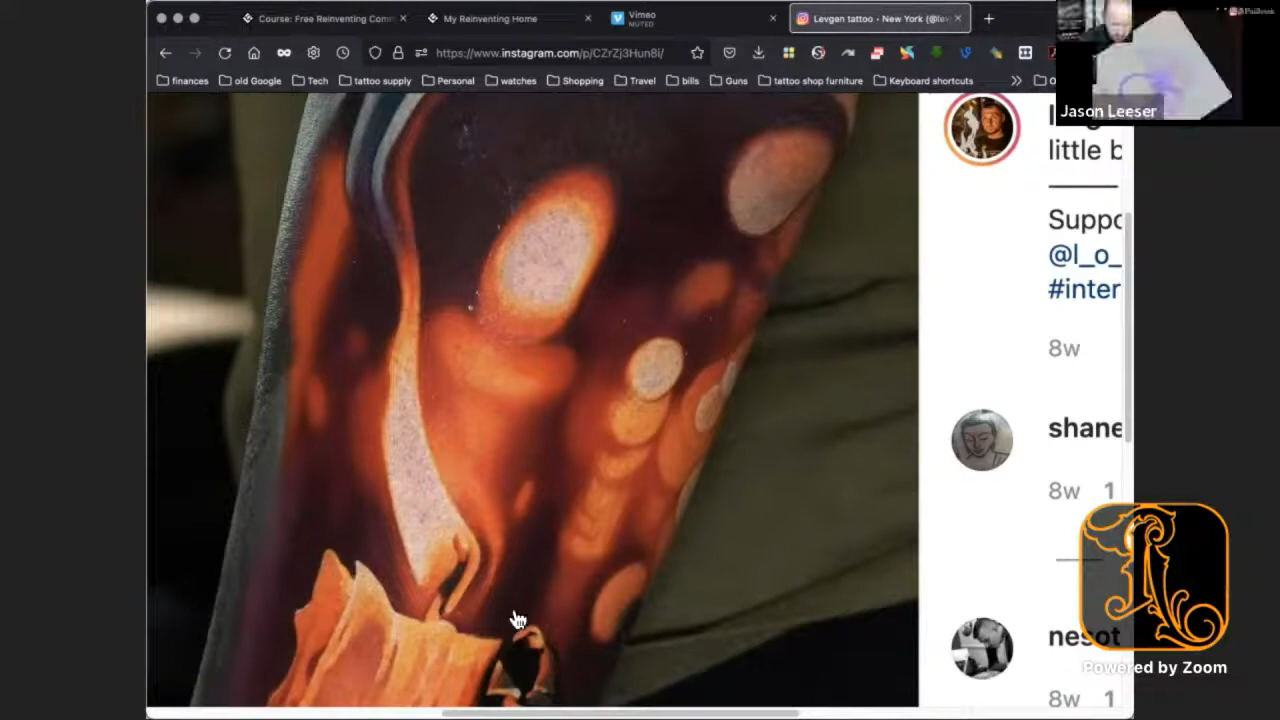 Course: Free Reinventing Com
My Reinventing Home
Vimeo
MUTED
Levgen tattoo • New York (@lev
https://www.instagram.com/p/CZrZj3Hun8i/
finances
old Google
Tech
tattoo supply
Personal
watches
Shopping
Travel
bills
Guns
tattoo shop furniture
Keyboard shortcuts
Jason Leeser
little b
Suppo
@l_o_
#inter
8w
shane
8w 1
nesot
8w 1
Powered by Zoom